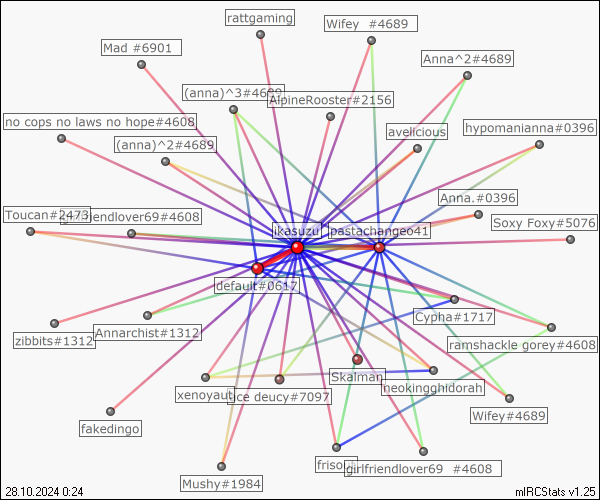 rattgaming
Wifey  #4689
Mad #6901
Anna^2#4689
(anna)^3#4689
AlpineRooster#2156
no cops no laws no hope#4608
avelicious
hypomanianna#0396
(anna)^2#4689
Anna.#0396
Toucan#2473
girlfriendlover69#4608
Soxy Foxy#5076
ikasuzu
pastachangeo41
default#0617
Cypha#1717
zibbits#1312
Annarchist#1312
ramshackle gorey#4608
Skalman
neokingghidorah
xenoyaut
ice deucy#7097
Wifey#4689
fakedingo
friso
girlfriendlover69  #4608
Mushy#1984
28.10.2024 0:24
mIRCStats v1.25